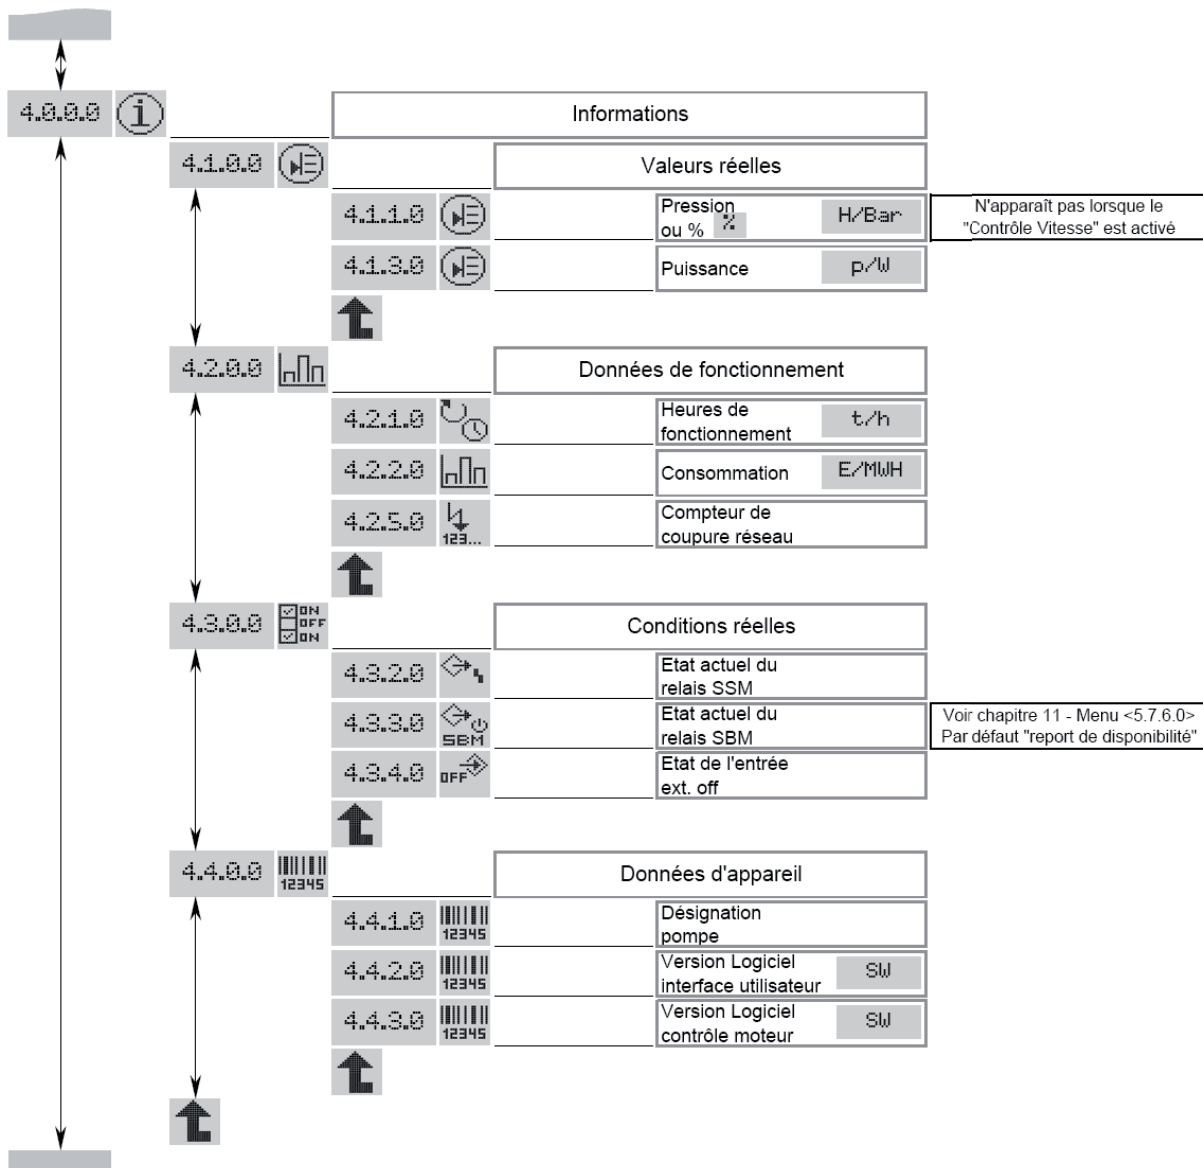 4.0.0.0 i Informations
4.1.0.0 Valeurs réelles
4.1.1.0 Pression H/Bar
ou % %
N'apparaît pas lorsque le
"Contrôle Vitesse" est activé
4.1.3.0 Puissance p/W
4.2.0.0 Données de fonctionnement
4.2.1.0 Heures de t/h
fonctionnement
4.2.2.0 Consommation E/MWH
4.2.5.0 123... Compteur de
coupure réseau
4.3.0.0 ON
OFF
ON
Conditions réelles
4.3.2.0 Etat actuel du
relais SSM
4.3.3.0 SBM Etat actuel du
relais SBM
Voir chapitre 11 - Menu <5.7.6.0>
Par défaut "report de disponibilité"
4.3.4.0 OFF Etat de l'entrée
ext. off
4.4.0.0 12345 Données d'appareil
4.4.1.0 12345 Désignation
pompe
4.4.2.0 12345 Version Logiciel SW
interface utilisateur
4.4.3.0 12345 Version Logiciel SW
contrôle moteur